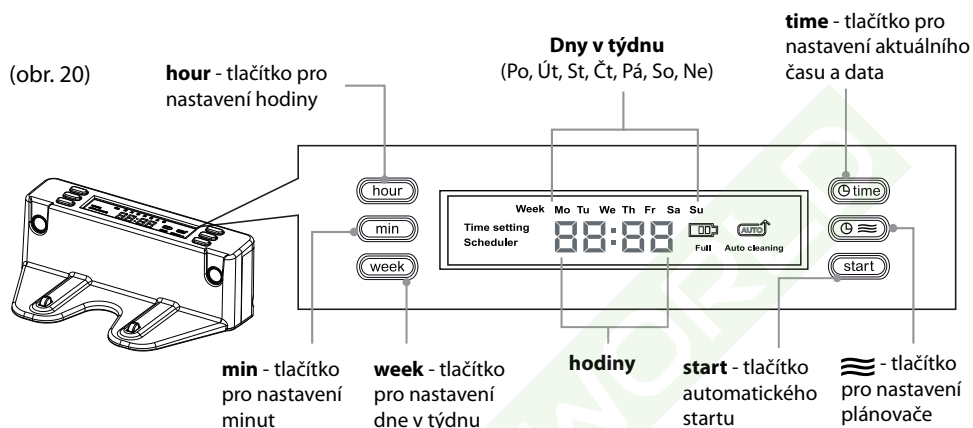 (obr. 20)
hour - tlačítko pro
nastavení hodiny
Dny v týdnu
(Po, Út, St, Čt, Pá, So, Ne)
time - tlačítko pro
nastavení aktuálního
času a data
hour
min
week
Week Mo Tu We Th Fr Sa Su
Time setting
Scheduler
88:88
Full
AUTO
Auto cleaning
time
start
min - tlačítko
pro nastavení
minut
week - tlačítko
pro nastavení
dne v týdnu
hodiny
start - tlačítko
automatického
startu
- tlačítko
pro nastavení
plánovače